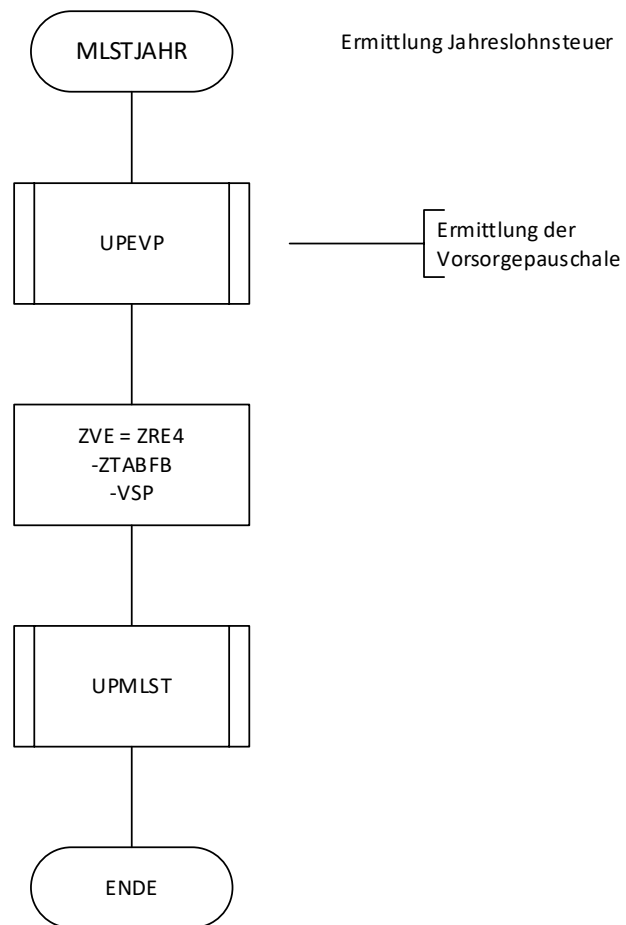 MLSTJAHR
Ermittlung Jahreslohnsteuer
UPEVP
Ermittlung der
Vorsorgepauschale
ZVE = ZRE4
-ZTABFB
-VSP
UPMLST
ENDE